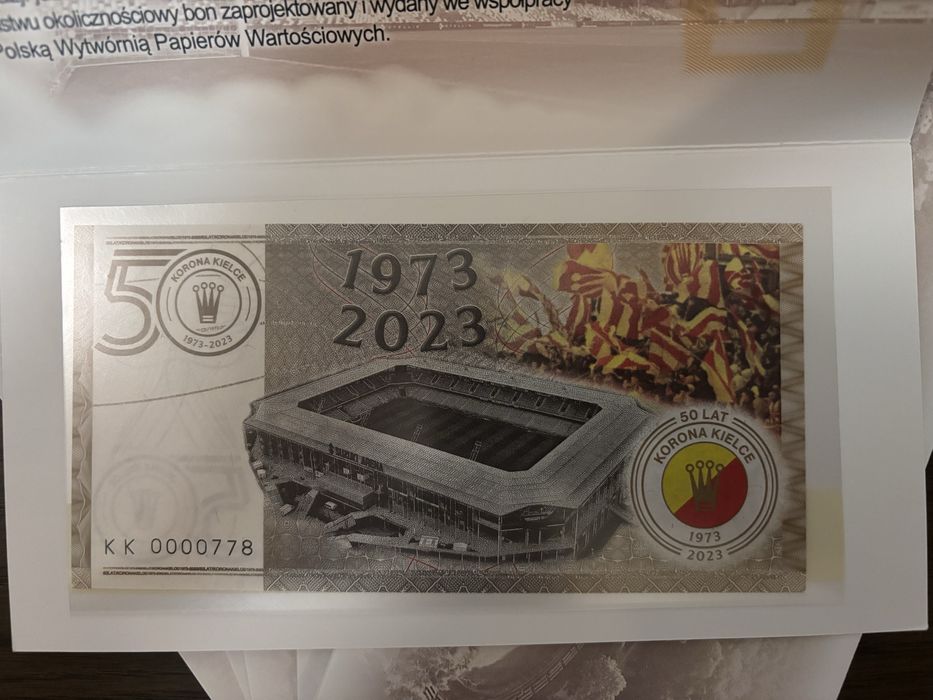 stwu okolicznościowy bon zaprojektowany i wydany we współpracy
Polską Wytwórnią Papierów Wartościowych.
50
KORONA KIELCE
1973-2023
1973
2023
50 LAT
KORONA KIELCE
1973
2023
KK 0000778